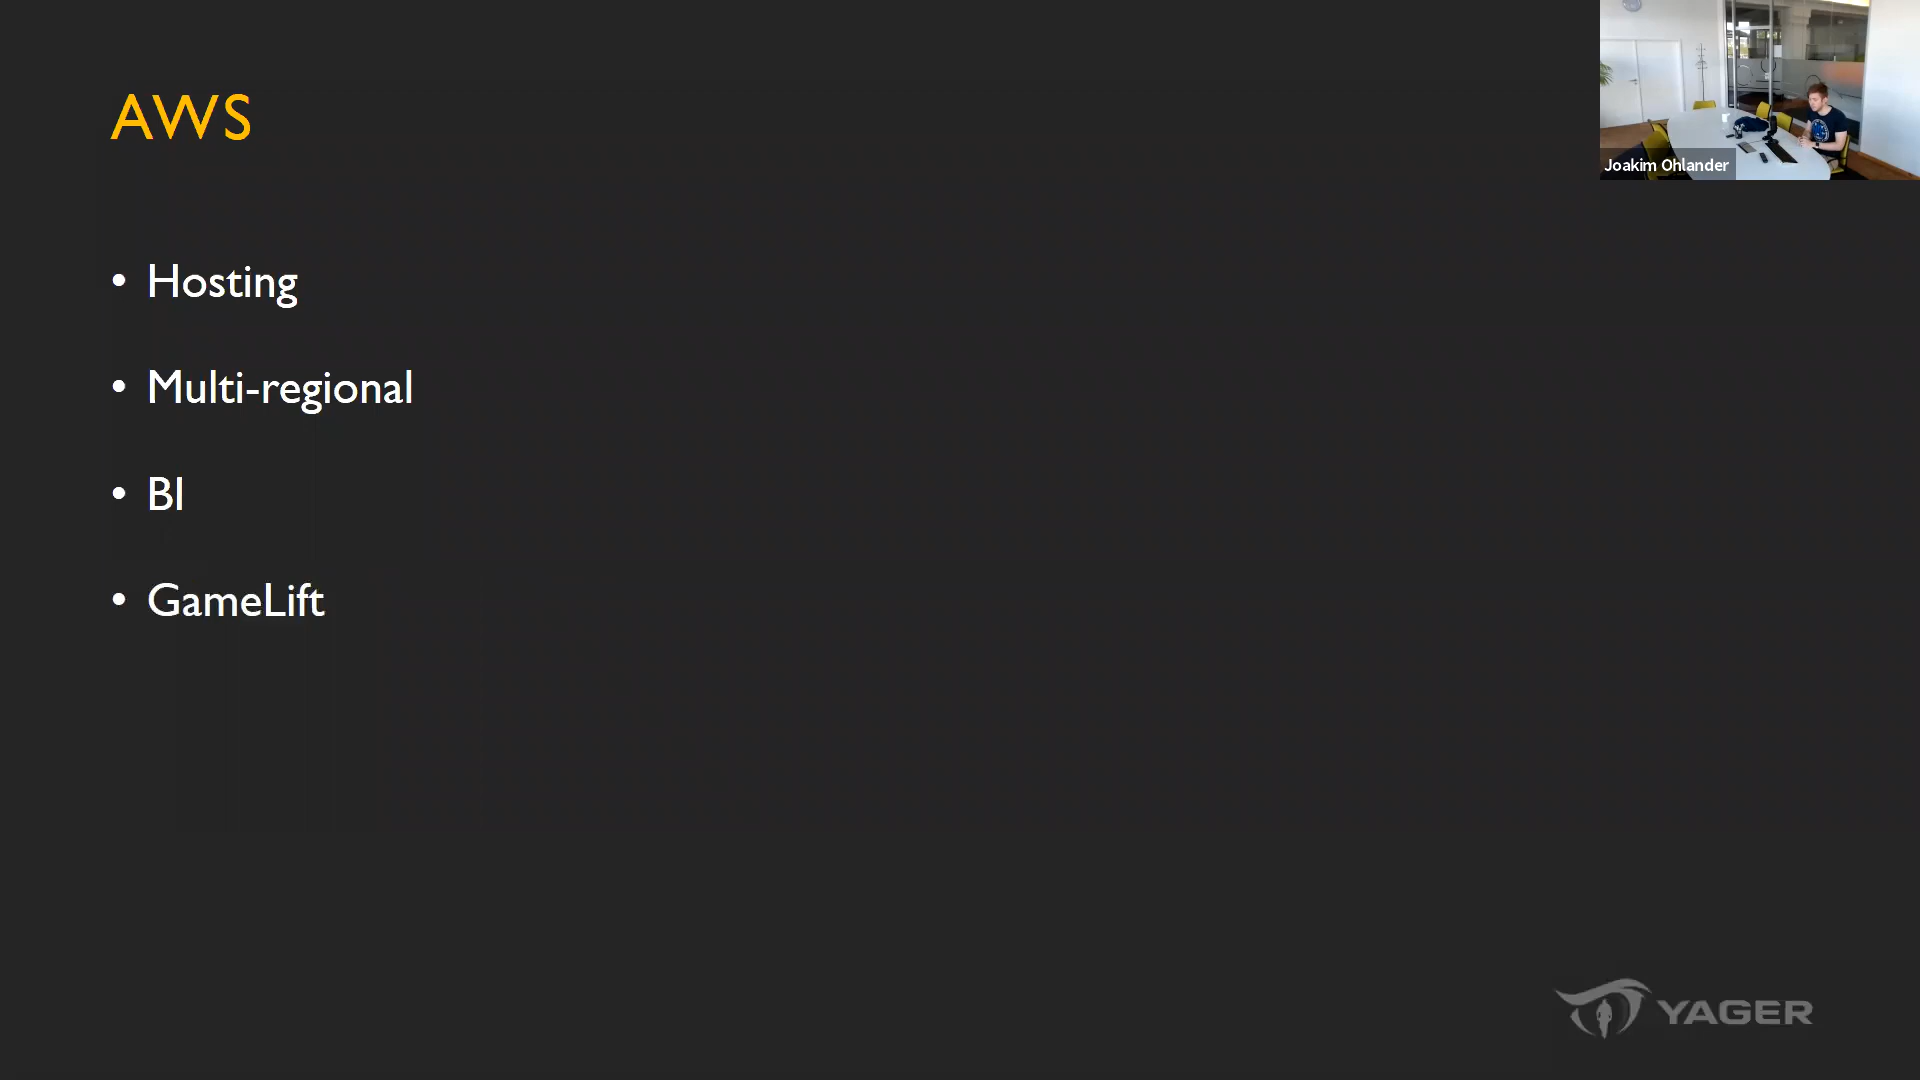 AWS
Joakim Ohlander
• Hosting
• Multi-regional
• BI
• GameLift
YAGER